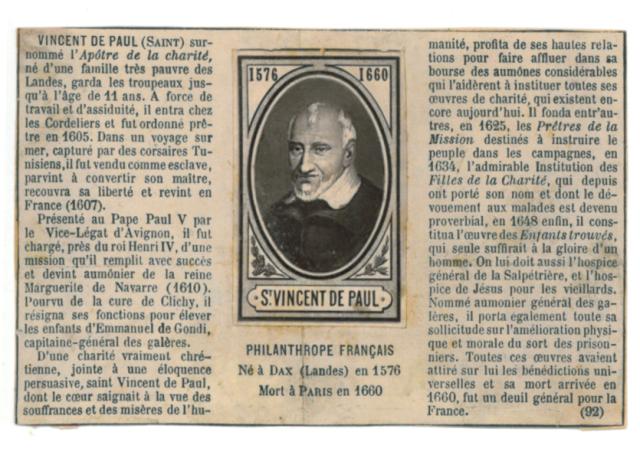 VINCENT DE PAUL (SAINT) sur-
nommé l'Apôtre de la charité,
né d'une famille très pauvre des
Landes, garda les troupeaux jus-
qu'à l'âge de 11 ans. A force de
travail et d'assiduité, il entra chez
les Cordeliers et fut ordonné prê-
tre en 1605. Dans un voyage sur
mer, capturé par des corsaires Tu-
nisiens, il fut vendu comme esclave,
parvint à convertir son maître,
recouvra sa liberté et revint en
France (1607).
Présenté au Pape Paul V par
le Vice-Légat d'Avignon, il fut
chargé, près du roi Henri IV, d'une
mission qu'il remplit avec succès
et devint aumônier de la reine
Marguerite de Navarre (1610).
Pourvu de la cure de Clichy, il
résigna ses fonctions pour élever
les enfants d'Emmanuel de Gondi,
capitaine-général des galères.
D'une charité vraiment chré-
tienne, jointe à une éloquence
persuasive, saint Vincent de Paul,
dont le cœur saignait à la vue des
souffrances et des misères de l'hu-
1576 1660
ST VINCENT DE PAUL
PHILANTHROPE FRANÇAIS
Né à DAX (Landes) en 1576
Mort à PARIS en 1660
manité, profita de ses hautes rela-
tions pour faire affluer dans sa
bourse des aumônes considérables
qui l'aidèrent à instituer toutes ses
œuvres de charité, qui existent en-
core aujourd'hui. Il fonda entr'au-
tres, en 1625, les Prêtres de la
Mission destinés à instruire le
peuple dans les campagnes, en
1634, l'admirable Institution des
Filles de la Charité, qui depuis
ont porté son nom et dont le dé-
vouement aux malades est devenu
proverbial, en 1648 enfin, il cons-
titua l'œuvre des Enfants trouvés,
qui seule suffirait à la gloire d'un
homme. On lui doit aussi l'hospice
général de la Salpétrière, et l'hos-
pice de Jésus pour les vieillards.
Nommé aumonier général des ga-
lères, il porta également toute sa
sollicitude sur l'amélioration physi-
que et morale du sort des prison-
niers. Toutes ces œuvres avaient
attiré sur lui les bénédictions uni-
verselles et sa mort arrivée en
1660, fut un deuil général pour la
France. (92)